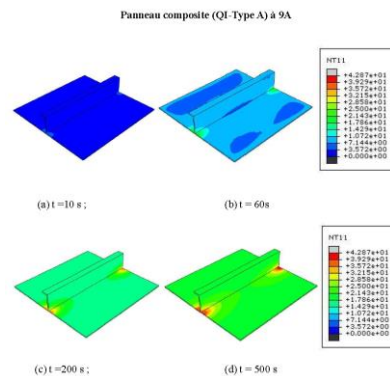 Panneau composite (QI-Type A) à 9A
NT11
+4.287e+01
+3.929e+01
+3.572e+01
+3.215e+01
+2.858e+01
+2.500e+01
+2.143e+01
+1.786e+01
+1.429e+01
+1.072e+01
+7.144e+00
+3.572e+00
+0.000e+00
(a) t =10 s ;
(b) t = 60s
NT11
+4.287e+01
+3.929e+01
+3.572e+01
+3.215e+01
+2.858e+01
+2.500e+01
+2.143e+01
+1.786e+01
+1.429e+01
+1.072e+01
+7.144e+00
+3.572e+00
+0.000e+00
(c) t =200 s ;
(d) t = 500 s